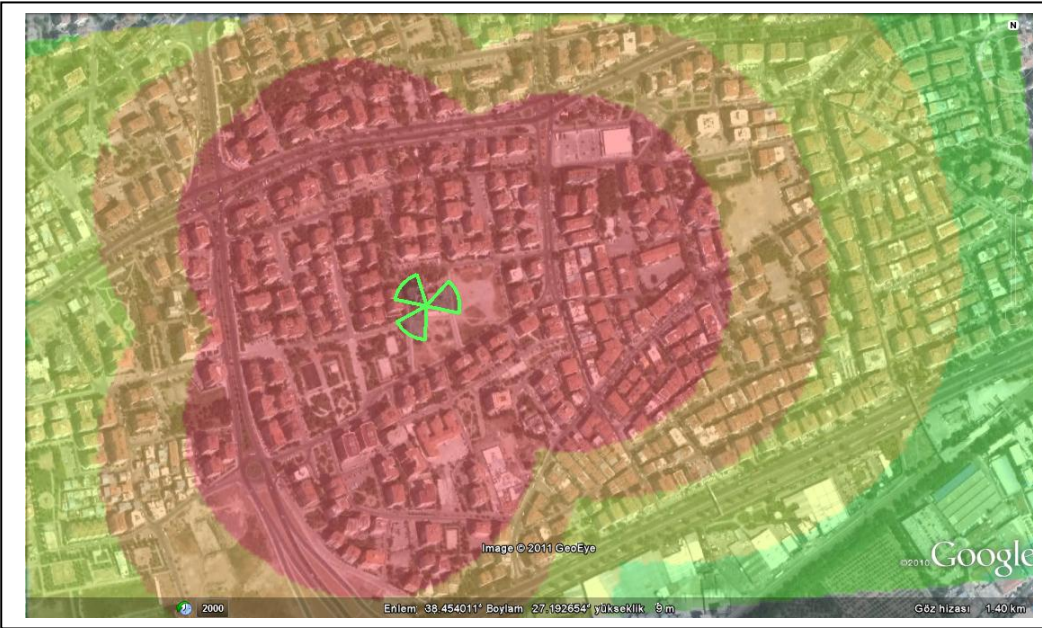 N
Image © 2011 GeoEye
©2010 Google
2000 Enlem 38.454011° Boylam 27.192654° yükseklik 9 m Göz hizası 1.40 km